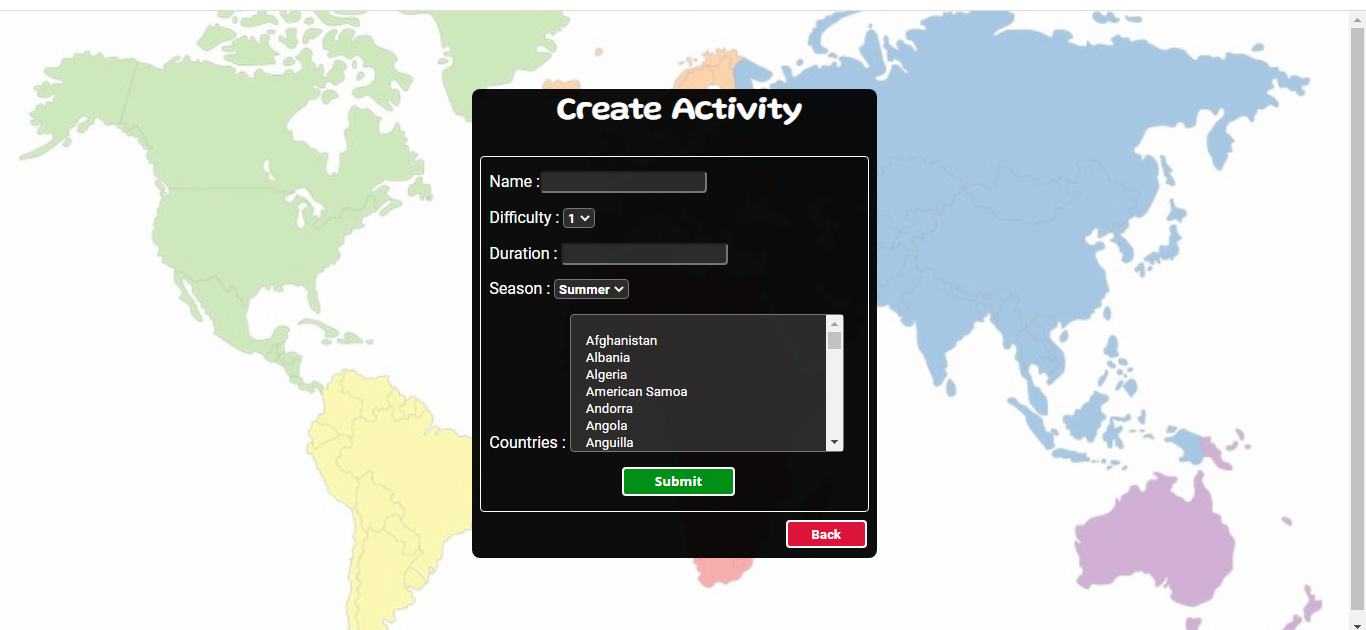 Create Activity
Name :
Difficulty : 1
Duration :
Season : Summer
Afghanistan
Albania
Algeria
American Samoa
Andorra
Angola
Countries : Anguilla
Submit
Back